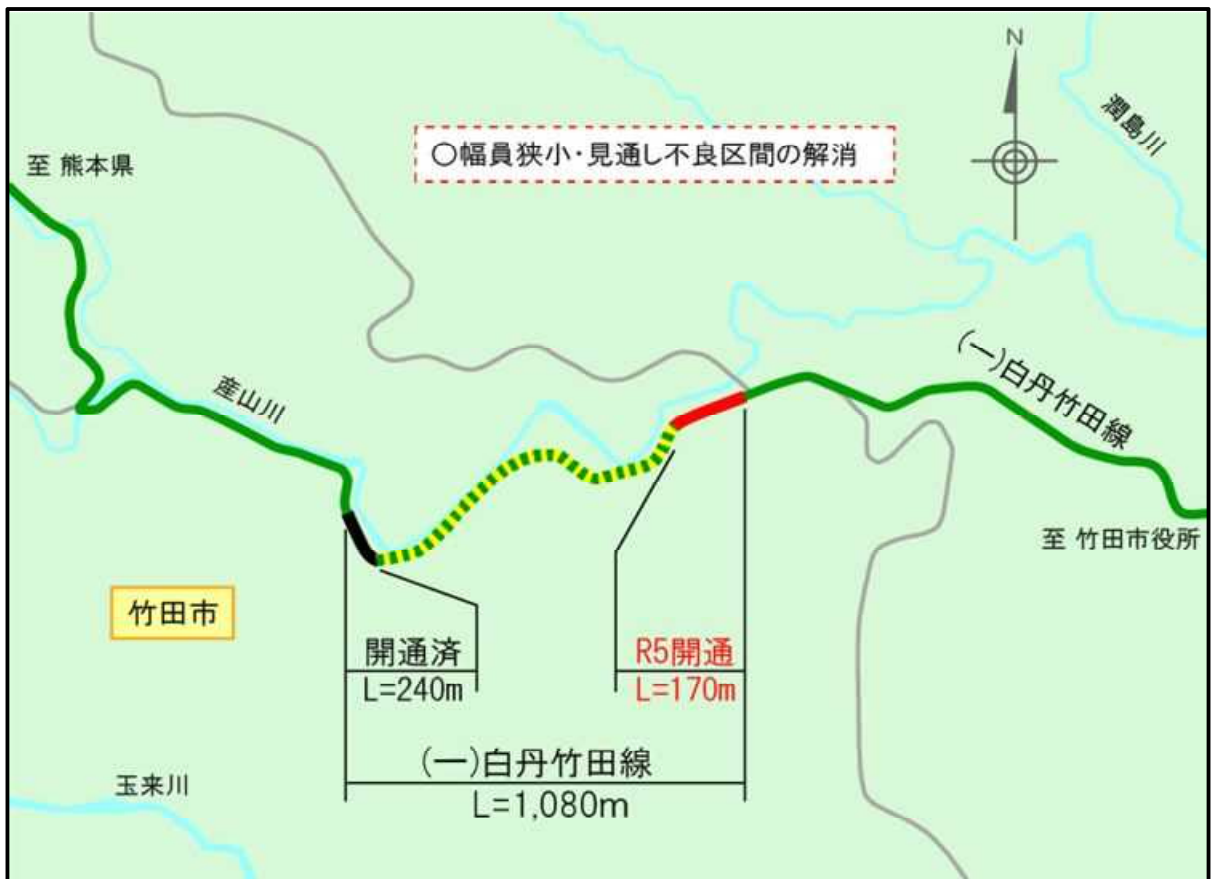 N
潤島川
至 熊本県
○幅員狭小・見通し不良区間の解消
産山川
(一)白丹竹田線
至 竹田市役所
竹田市
開通済
L=240m
R5開通
L=170m
(一)白丹竹田線
L=1,080m
玉来川